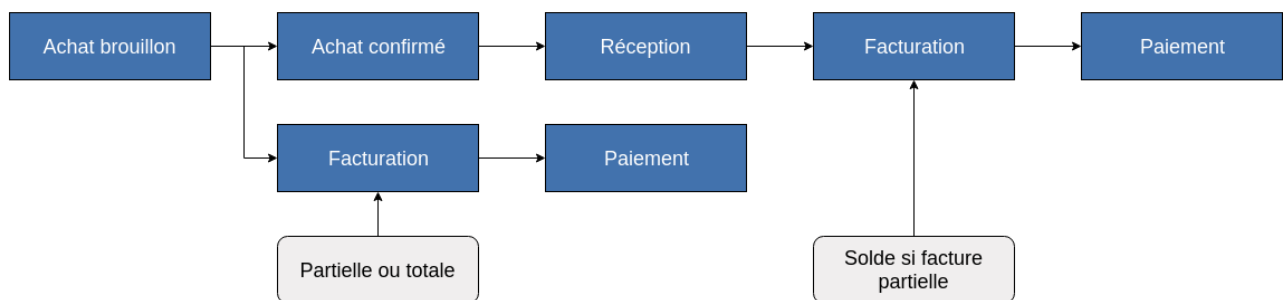 Achat brouillon
Achat confirmé
Réception
Facturation
Paiement
Facturation
Paiement
Partielle ou totale
Solde si facture
partielle